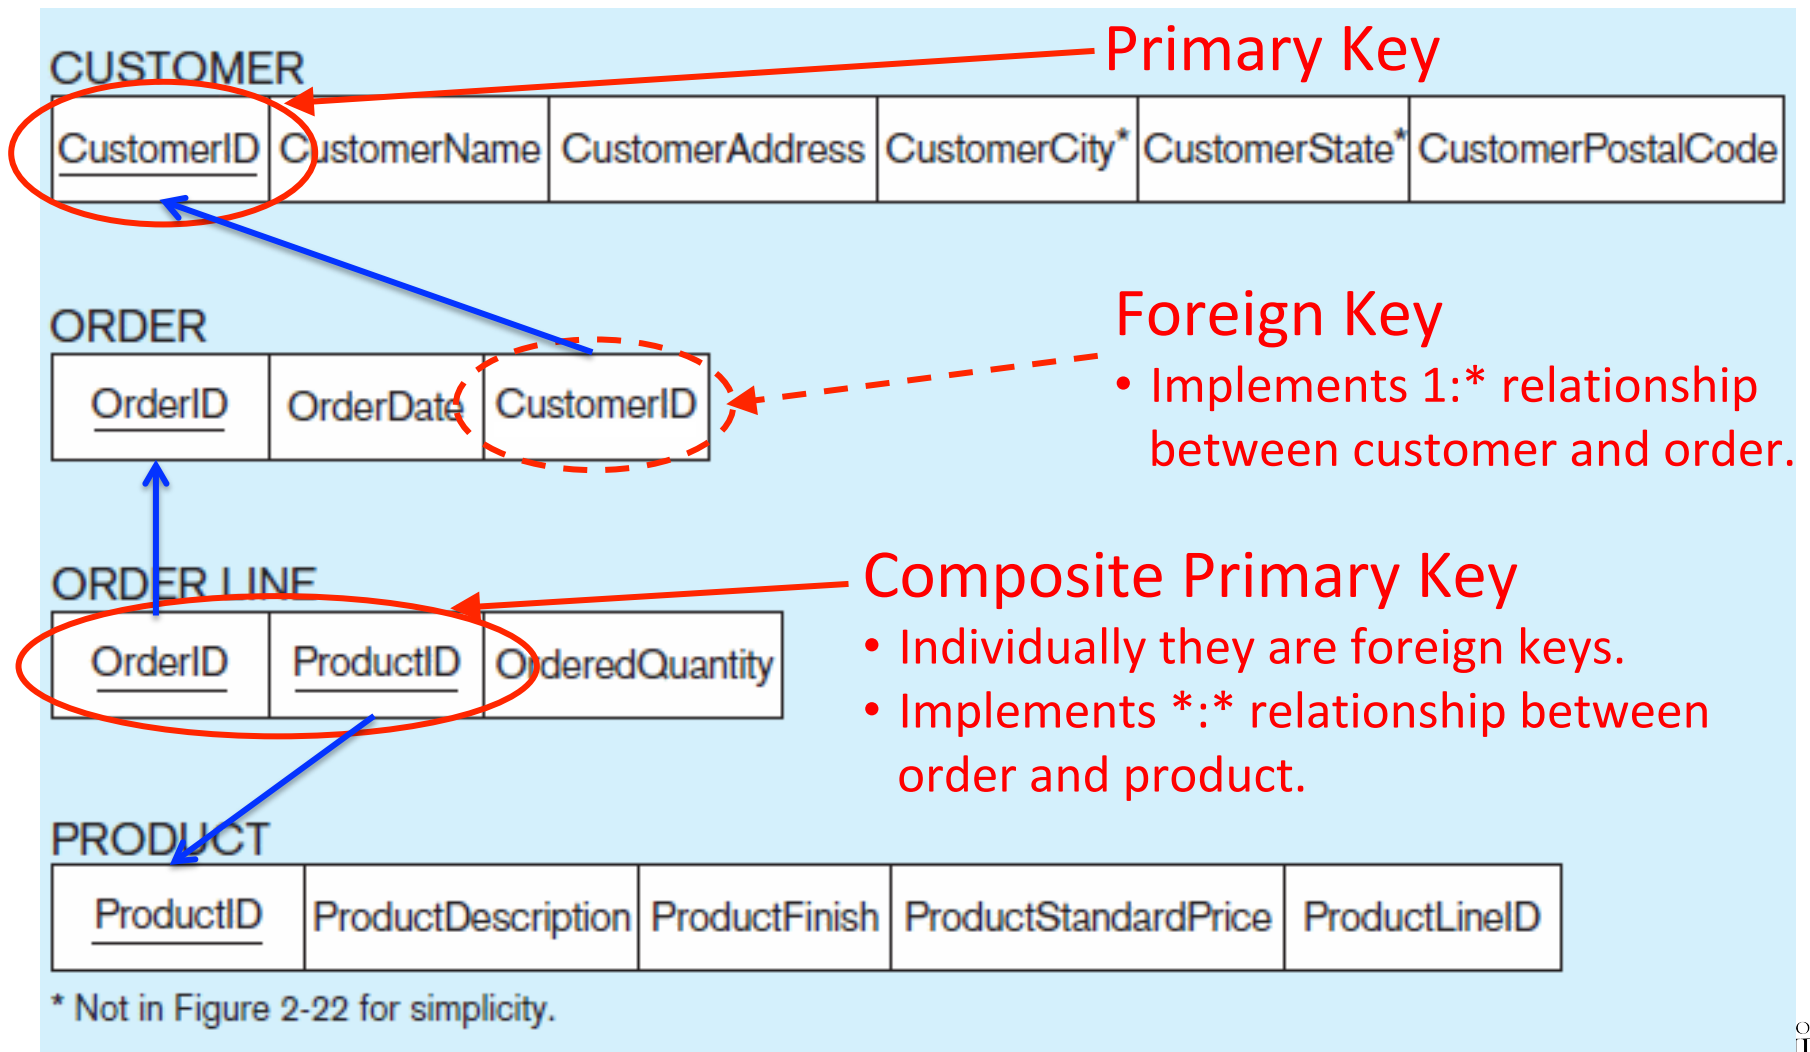 Primary Key
CUSTOMER
CustomerID CustomerName CustomerAddress CustomerCity* CustomerState* CustomerPostalCode
Foreign Key
• Implements 1:* relationship
between customer and order.
ORDER
OrderID OrderDate CustomerID
Composite Primary Key
• Individually they are foreign keys.
• Implements *:* relationship between
order and product.
ORDER LINE
OrderID ProductID OrderedQuantity
PRODUCT
ProductID ProductDescription ProductFinish ProductStandardPrice ProductLineID
* Not in Figure 2-22 for simplicity.